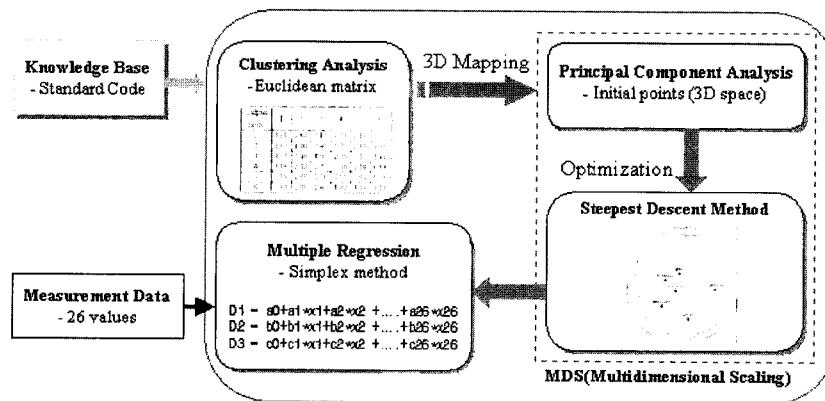 Knowledge Base
- Standard Code
Clustering Analysis
- Euclidean matrix
3D Mapping
Principal Component Analysis
- Initial points (3D space)
Optimization
Steepest Descent Method
Multiple Regression
- Simplex method
D1 = a0+a1*x1+a2*x2 +....+a26*x26
D2 = b0+b1*x1+b2*x2 +....+b26*x26
D3 = c0+c1*x1+c2*x2 +....+c26*x26
Measurement Data
- 26 values
MDS(Multidimensional Scaling)